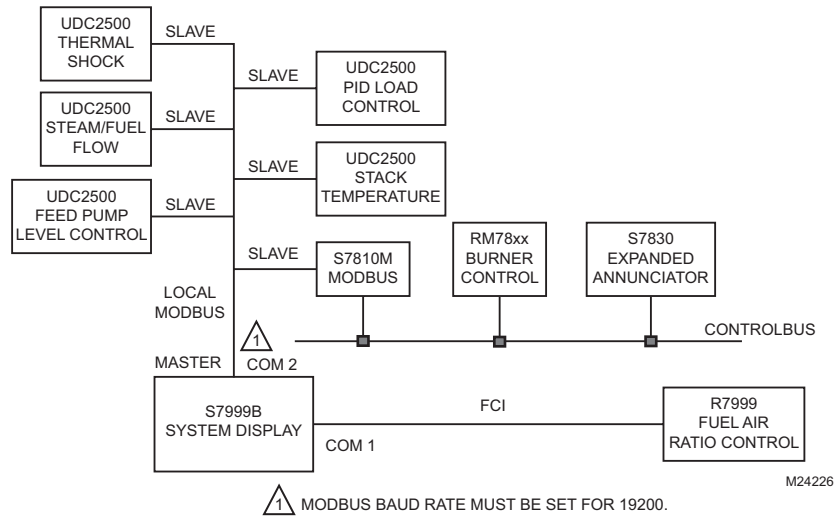 UDC2500
THERMAL
SHOCK
SLAVE
SLAVE
UDC2500
PID LOAD
CONTROL
UDC2500
STEAM/FUEL
FLOW
SLAVE
SLAVE
UDC2500
STACK
TEMPERATURE
UDC2500
FEED PUMP
LEVEL CONTROL
SLAVE
SLAVE
S7810M
MODBUS
RM78xx
BURNER
CONTROL
S7830
EXPANDED
ANNUNCIATOR
LOCAL
MODBUS
1
CONTROLBUS
MASTER
COM 2
S7999B
SYSTEM DISPLAY
COM 1
FCI
R7999
FUEL AIR
RATIO CONTROL
M24226
1 MODBUS BAUD RATE MUST BE SET FOR 19200.